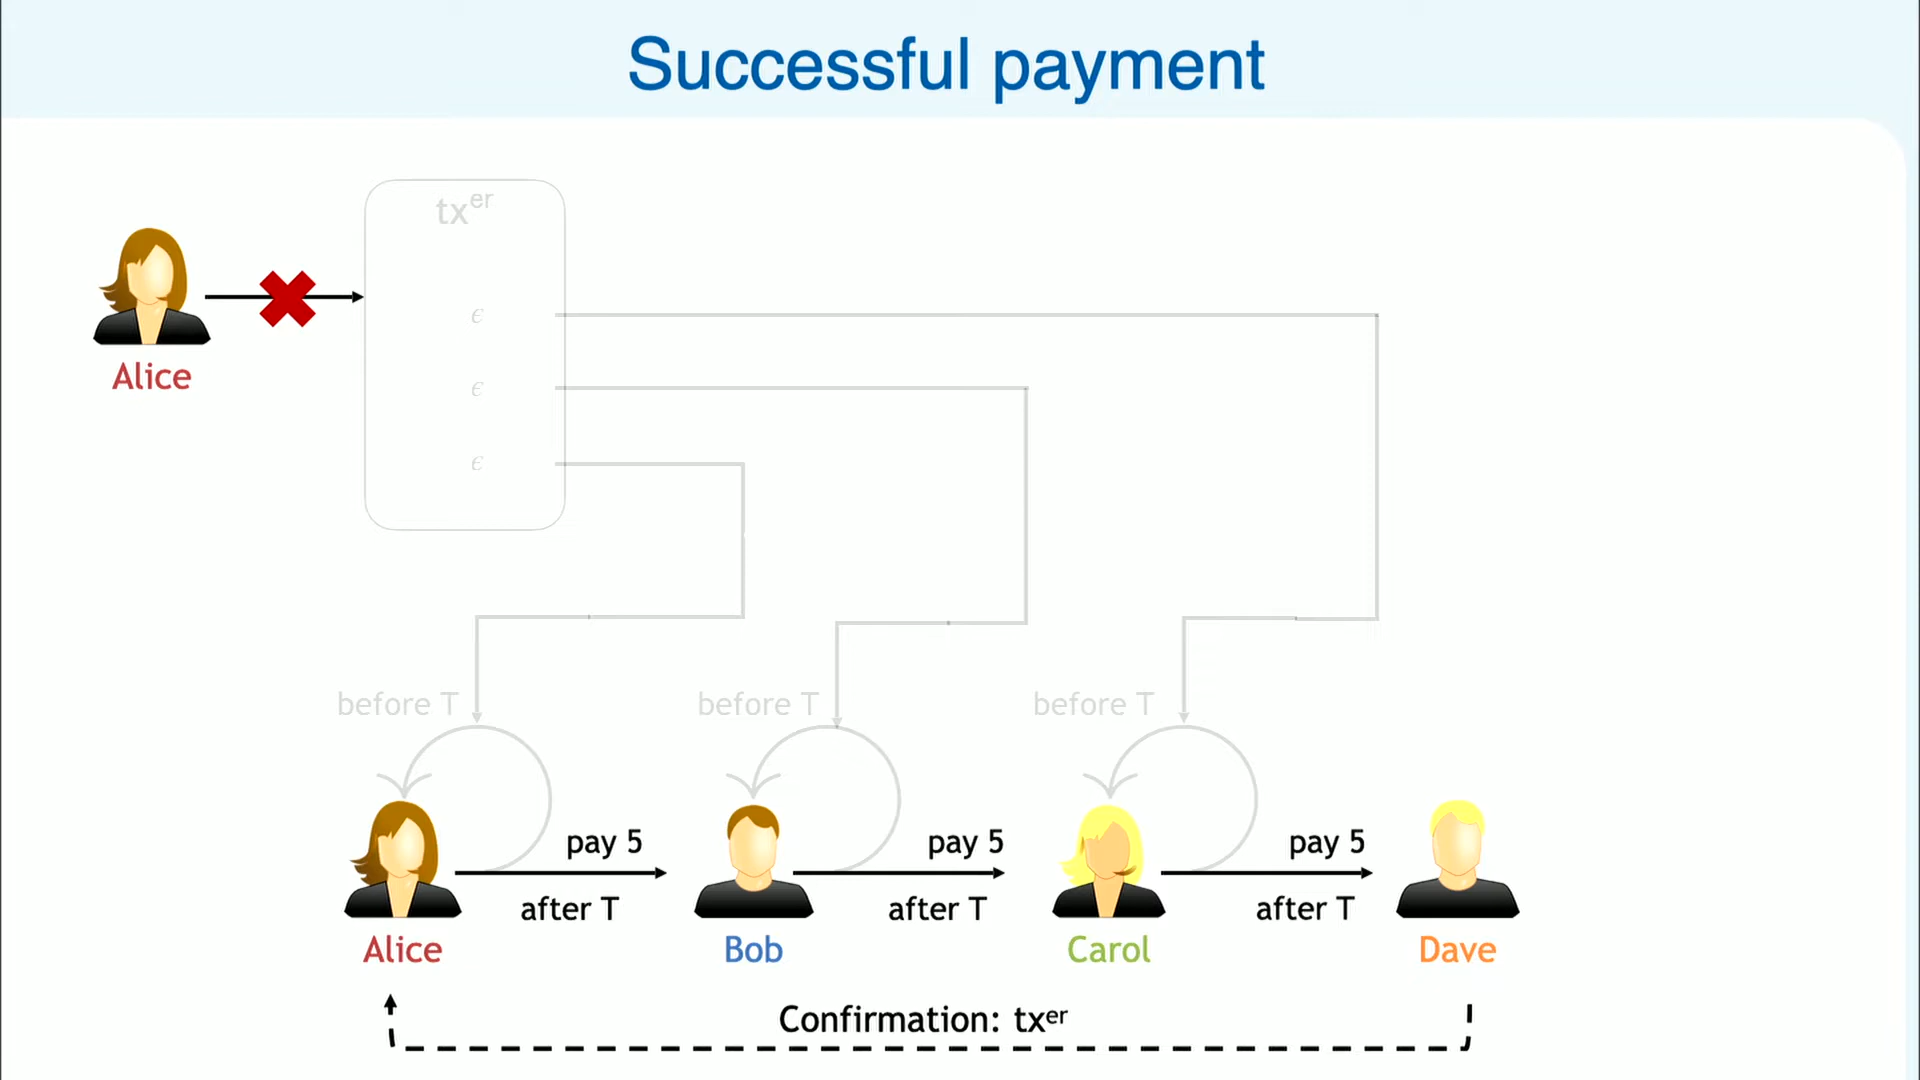 Successful payment
txᵉʳ
ϵ
Alice
ϵ
ϵ
before T
before T
before T
pay 5
pay 5
pay 5
after T
after T
after T
Alice
Bob
Carol
Dave
Confirmation: txᵉʳ